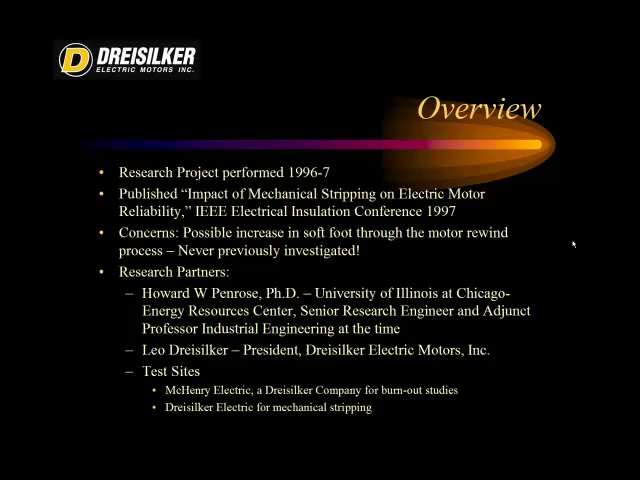 D DREISILKER
ELECTRIC MOTORS INC.
Overview
• Research Project performed 1996-7
• Published “Impact of Mechanical Stripping on Electric Motor
Reliability,” IEEE Electrical Insulation Conference 1997
• Concerns: Possible increase in soft foot through the motor rewind
process – Never previously investigated!
• Research Partners:
– Howard W Penrose, Ph.D. – University of Illinois at Chicago-
Energy Resources Center, Senior Research Engineer and Adjunct
Professor Industrial Engineering at the time
– Leo Dreisilker – President, Dreisilker Electric Motors, Inc.
– Test Sites
• McHenry Electric, a Dreisilker Company for burn-out studies
• Dreisilker Electric for mechanical stripping